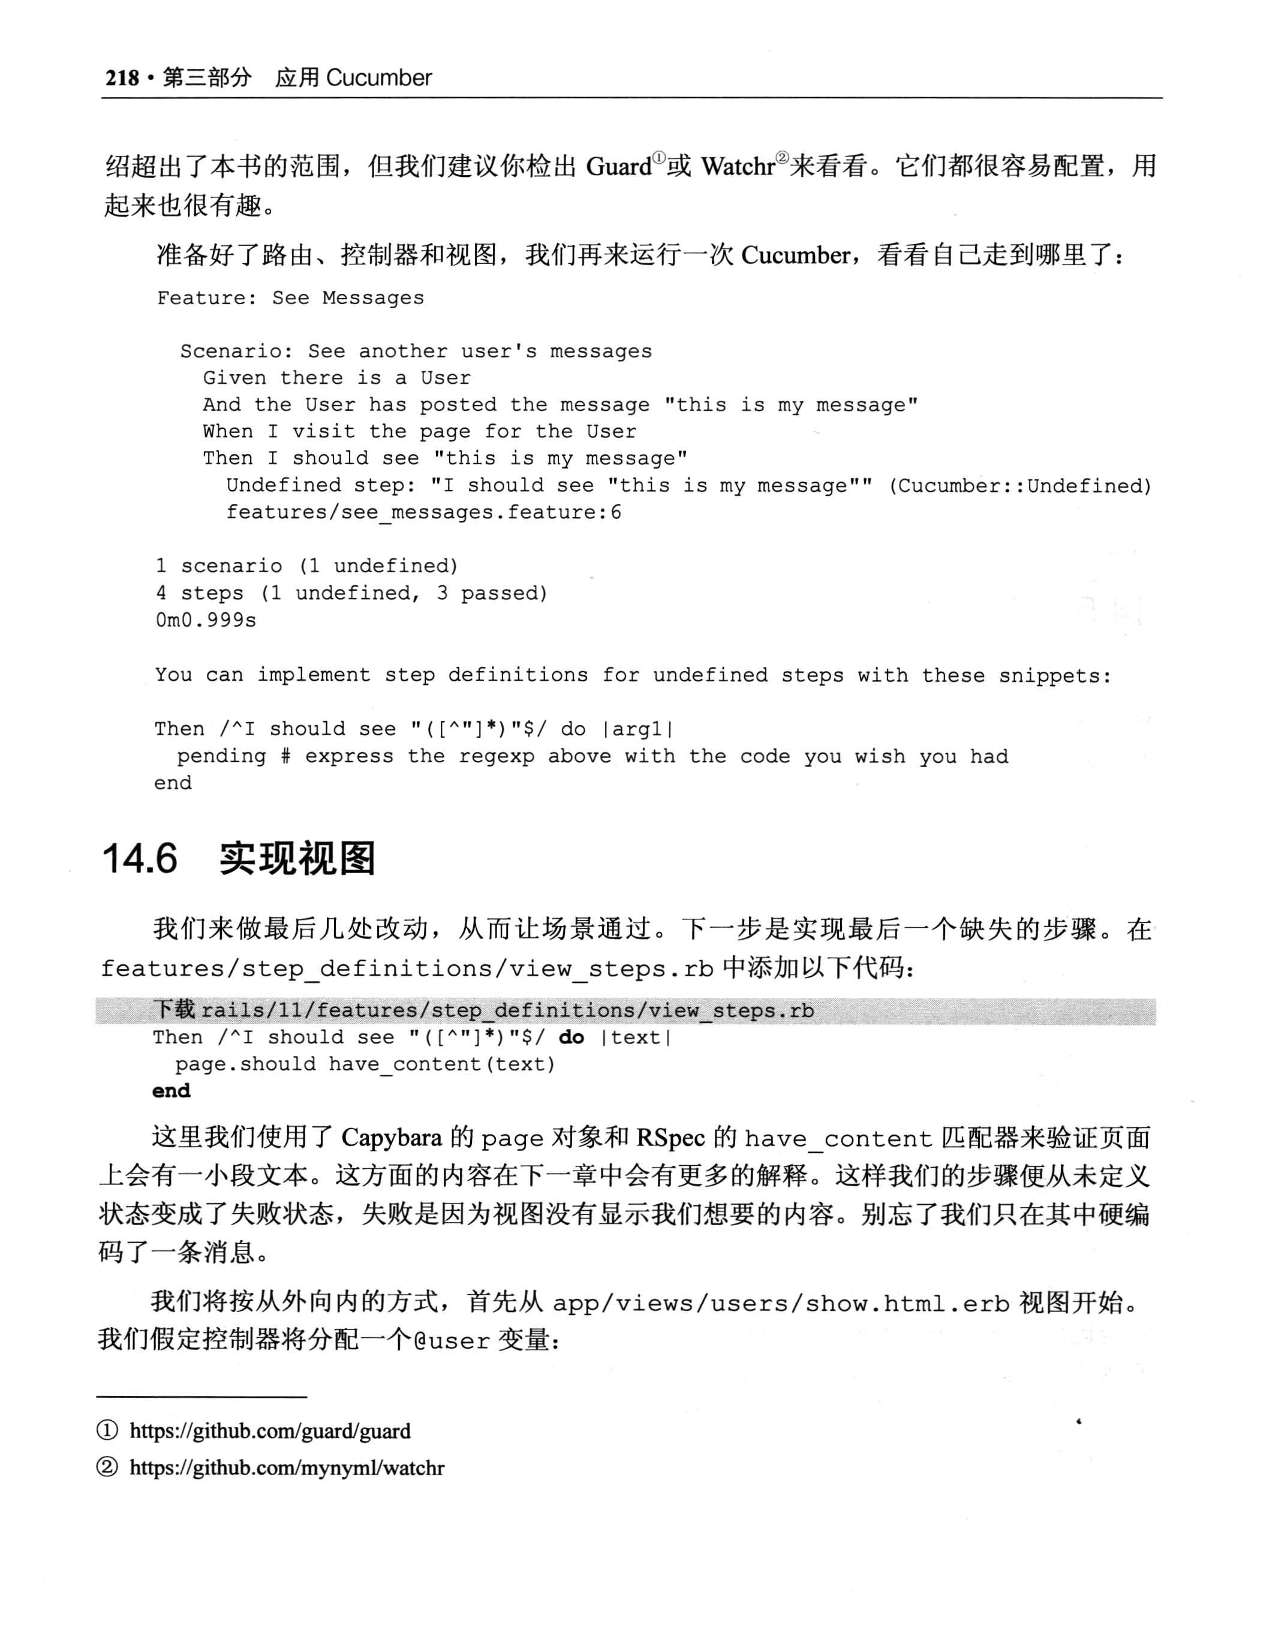 218 · 第三部分 应用 Cucumber
绍超出了本书的范围，但我们建议你检出 Guard①或 Watchr②来看看。它们都很容易配置，用
起来也很有趣。
准备好了路由、控制器和视图，我们再来运行一次 Cucumber，看看自己走到哪里了：
Feature: See Messages
  Scenario: See another user's messages
    Given there is a User
    And the User has posted the message "this is my message"
    When I visit the page for the User
    Then I should see "this is my message"
      Undefined step: "I should see "this is my message"" (Cucumber::Undefined)
      features/see_messages.feature:6
1 scenario (1 undefined)
4 steps (1 undefined, 3 passed)
0m0.999s
You can implement step definitions for undefined steps with these snippets:
Then /^I should see "([^"]*)"$/ do |arg1|
  pending # express the regexp above with the code you wish you had
end
14.6 实现视图
我们来做最后几处改动，从而让场景通过。下一步是实现最后一个缺失的步骤。在
features/step_definitions/view_steps.rb 中添加以下代码：
下载 rails/11/features/step_definitions/view_steps.rb
Then /^I should see "([^"]*)"$/ do |text|
  page.should have_content(text)
end
这里我们使用了 Capybara 的 page 对象和 RSpec 的 have_content 匹配器来验证页面
上会有一小段文本。这方面的内容在下一章中会有更多的解释。这样我们的步骤便从未定义
状态变成了失败状态，失败是因为视图没有显示我们想要的内容。别忘了我们只在其中硬编
码了一条消息。
我们将按从外向内的方式，首先从 app/views/users/show.html.erb 视图开始。
我们假定控制器将分配一个@user 变量：
① https://github.com/guard/guard
② https://github.com/mynyml/watchr